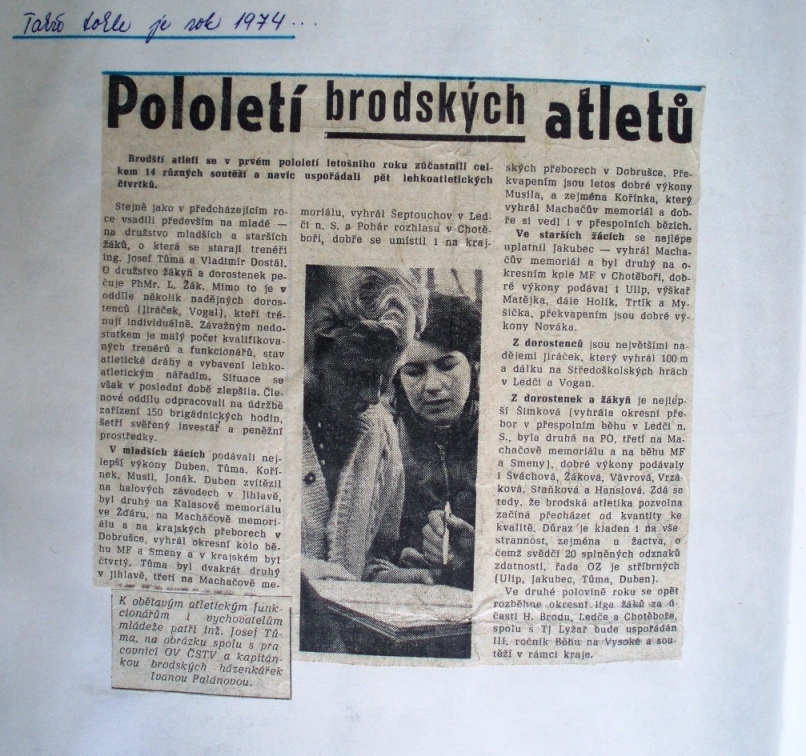 Takto tohle je rok 1974...
Pololetí brodských atletů
Brodští atleti se v prvém pololetí letošního roku zúčastnili cel-
kem 14 různých soutěží a navíc uspořádali pět lehkoatletických
čtvrtků.
Stejně jako v předcházejícím ro-
ce vsadili především na mladé —
na družstvo mladších a starších
žáků, o která se starají trenéři
ing. Josef Tůma a Vladimír Dostál.
O družstvo žákyň a dorostenek pe-
čuje PhMr. L. Žák. Mimo to je v
oddíle několik nadějných doros-
tenců (Jiráček, Vogal), kteří tré-
nují individuálně. Závažným nedo-
statkem je malý počet kvalifikova-
ných trenérů a funkcionářů, stav
atletické dráhy a vybavení lehko-
atletickým nářadím. Situace se
však v poslední době zlepšila. Čle-
nové oddílu odpracovali na údržbě
zařízení 150 brigádnických hodin,
šetří svěřený investář a peněžní
prostředky.
V mladších žácích podávali nej-
lepší výkony Duben, Tůma, Koří-
nek, Musil, Jonák. Duben zvítězil
na halových závodech v Jihlavě,
byl druhý na Kalasově memoriálu
ve Žďáru, na Macháčově memori-
álu a na krajských přeborech v
Dobrušce, vyhrál okresní kolo bě-
hu MF a Smeny a v krajském byl
čtvrtý. Tůma byl dvakrát druhý
v Jihlavě, třetí na Machačově me-
moriálu, vyhrál Šeptouchov v Led-
či n. S. a Pohár rozhlasu v Chotě-
boři, dobře se umístil i na kraj-
ských přeborech v Dobrušce. Pře-
kvapením jsou letos dobré výkony
Musila, a zejména Kořínka, který
vyhrál Machačův memoriál a dob-
ře si vedl i v přespolních bězích.
Ve starších žácích se nejlépe
uplatnil Jakubec — vyhrál Macha-
čův memoriál a byl druhý na o-
kresním kole MF v Chotěboři, dob-
ré výkony podával i Ulip, výškař
Matějka, dále Holík, Trtík a My-
šička, překvapením jsou dobré vý-
kony Nováka.
Z dorostenců jsou největšími na-
dějemi Jiráček, který vyhrál 100 m
a dálku na Středoškolských hrách
v Ledči a Vogan.
Z dorostenek a žákyň je nejlep-
ší Šimková (vyhrála okresní pře-
bor v přespolním běhu v Ledči n.
S., byla druhá na PO, třetí na Ma-
chačově memoriálu a na běhu MF
a Smeny), dobré výkony podávaly
i Šváchová, Žáková, Vávrová, Vrzá-
ková, Staňková a Hanslová. Zdá se
tedy, že brodská atletika pozvolna
začíná přecházet od kvantity ke
kvalitě. Důraz je kladen i na vše-
strannost, zejména u žactva, o
čemž svědčí 20 splněných odznaků
zdatnosti, řada OZ je stříbrných
(Ulip, Jakubec, Tůma, Duben).
Ve druhé polovině roku se opět
rozběhne okresní liga žáků za ú-
časti H. Brodu, Ledče a Chotěboře,
spolu s TJ Lyžař bude uspořádán
III. ročník Běhu na Vysoké a sou-
těží v rámci kraje.
K obětavým atletickým funk-
cionářům i vychovatelům
mládeže patří inž. Josef Tů-
ma, na obrázku spolu s pra-
covnicí OV ČSTV a kapitán-
kou brodských házenkářek
Ivanou Palánovou.